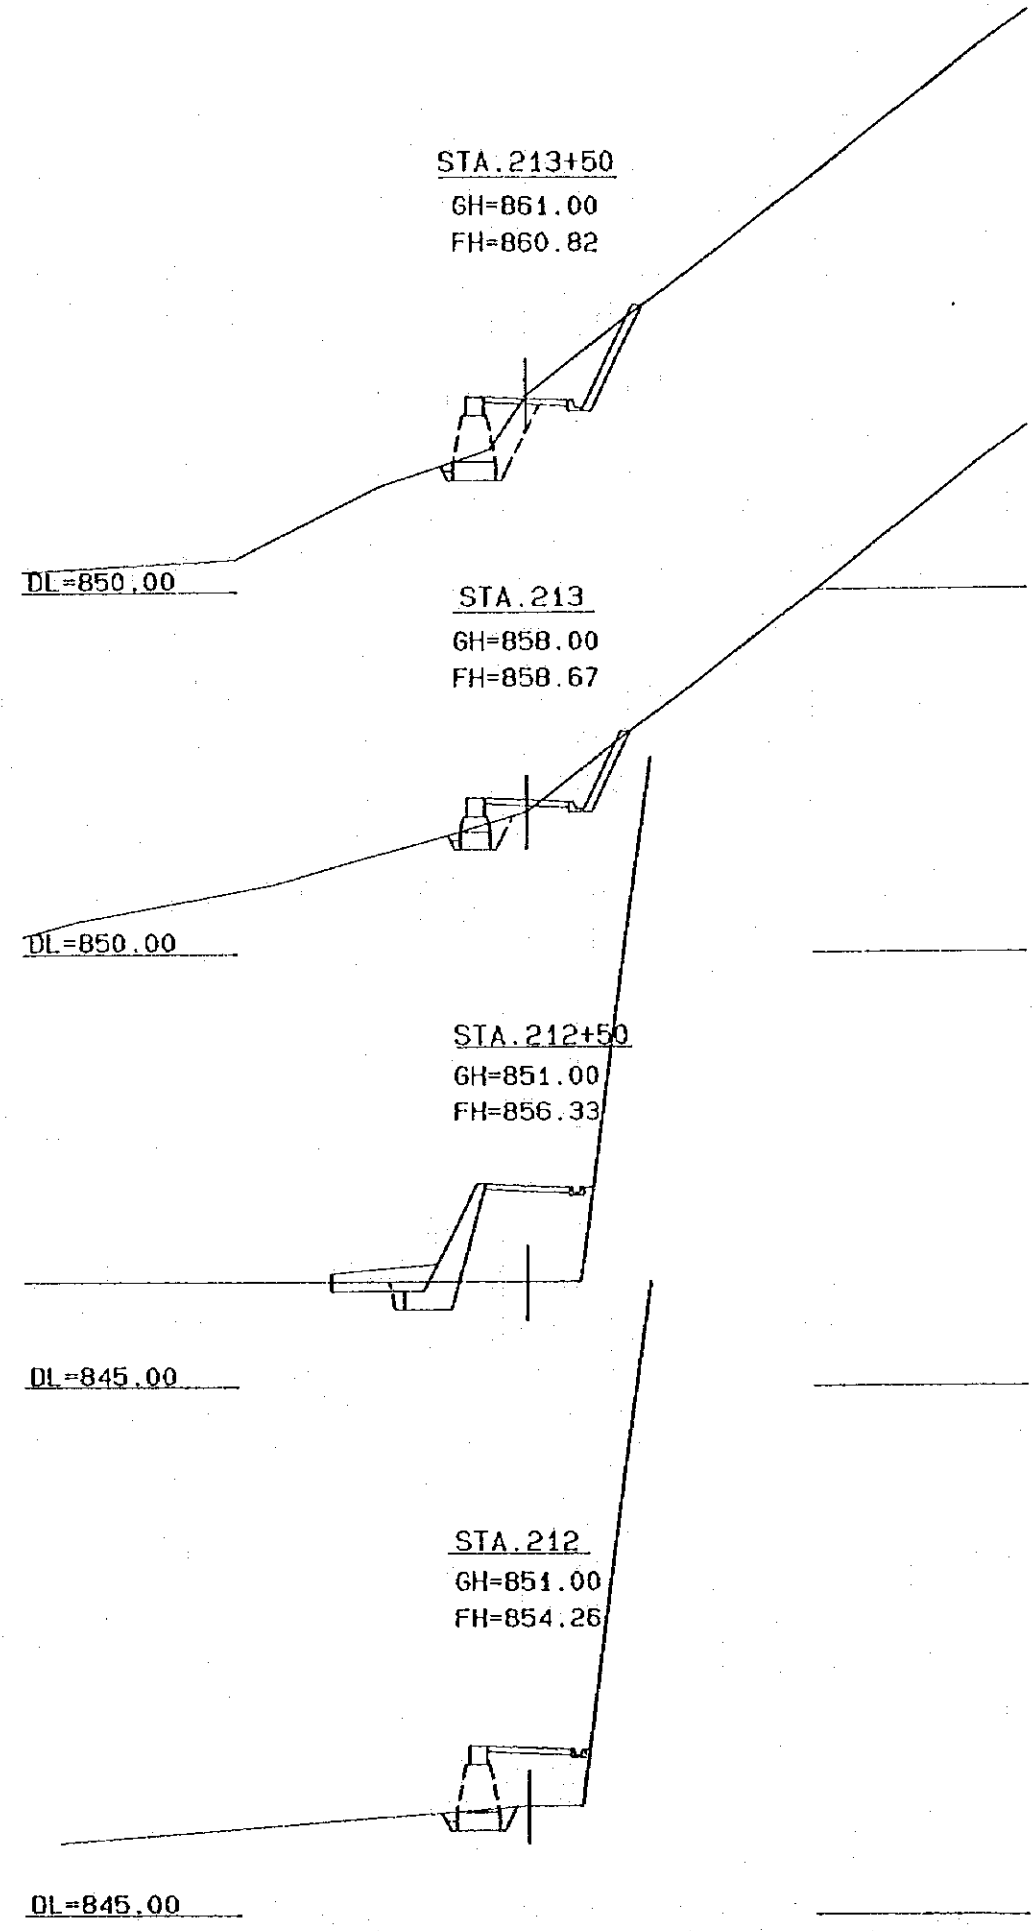 STA.213+50
GH=861.00
FH=860.82
DL=850.00
STA.213
GH=858.00
FH=858.67
DL=850.00
STA.212+50
GH=851.00
FH=856.33
DL=845.00
STA.212
GH=851.00
FH=854.26
DL=845.00